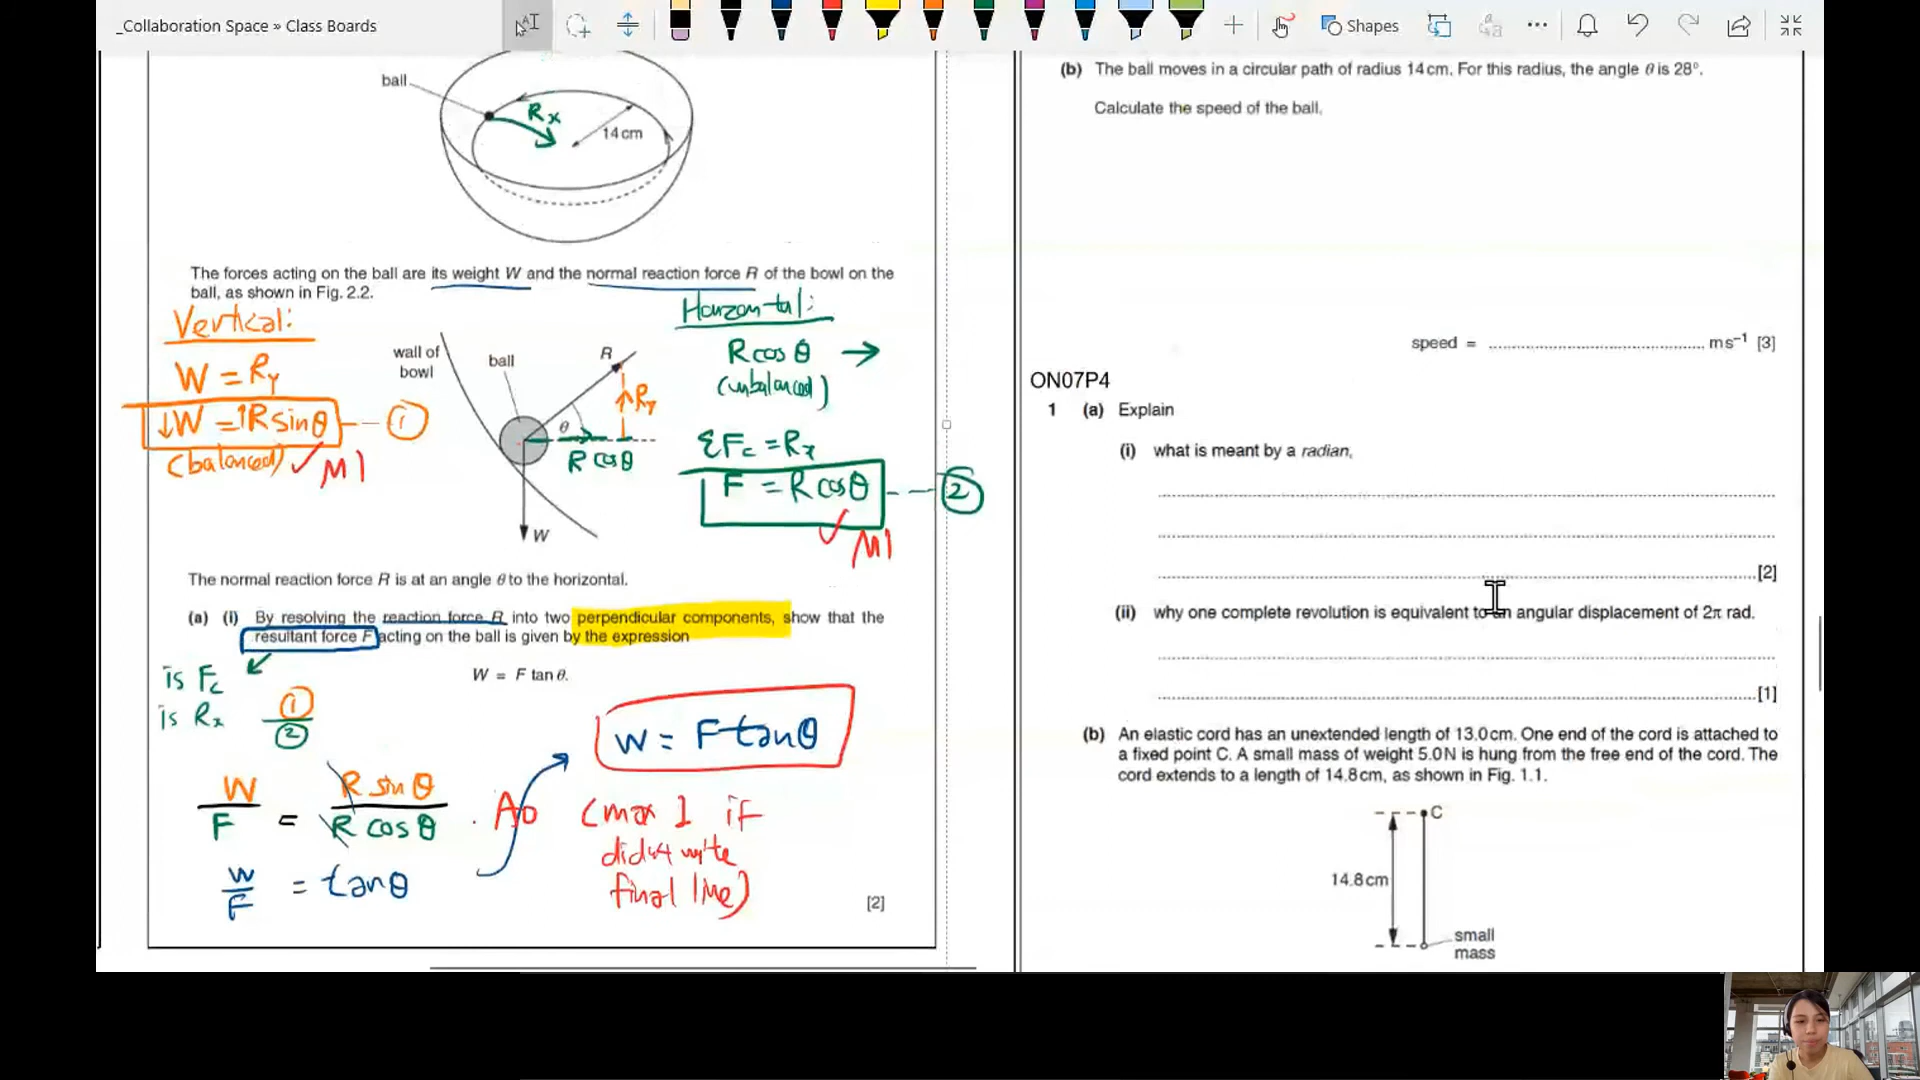 _Collaboration Space » Class Boards
Shapes
ball
Rx
14 cm
The forces acting on the ball are its weight W and the normal reaction force R of the bowl on the
ball, as shown in Fig. 2.2.
Vertical:
W = Ry
↓W = ↑R sinθ --- ①
(balanced) ✓ M1
wall of
bowl
ball
R
Ry
θ
R cosθ
W
Horizontal:
R cos θ →
(unbalanced)
ΣFc = Rx
F = R cosθ --- ②
✓ M1
The normal reaction force R is at an angle θ to the horizontal.
(a) (i) By resolving the reaction force R into two perpendicular components, show that the
resultant force F acting on the ball is given by the expression
W = F tan θ.
is Fc
is Rx
①
②
W / F = R sin θ / R cos θ
W / F = tanθ
W = F tanθ
A0 (max 1 if
didn't write
final line)
[2]
(b) The ball moves in a circular path of radius 14 cm. For this radius, the angle θ is 28°.
Calculate the speed of the ball.
speed = ........................................ m s⁻¹ [3]
ON07P4
1 (a) Explain
(i) what is meant by a radian,
[2]
(ii) why one complete revolution is equivalent to an angular displacement of 2π rad.
[1]
(b) An elastic cord has an unextended length of 13.0 cm. One end of the cord is attached to
a fixed point C. A small mass of weight 5.0 N is hung from the free end of the cord. The
cord extends to a length of 14.8 cm, as shown in Fig. 1.1.
C
14.8 cm
small
mass